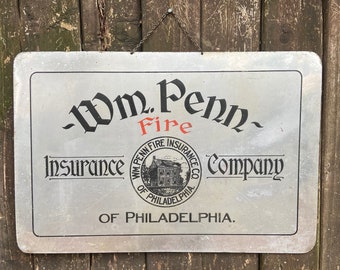 -Wm. Penn-
Fire
Insurance Company
WM. PENN FIRE INSURANCE CO.
OF PHILADELPHIA
OF PHILADELPHIA.